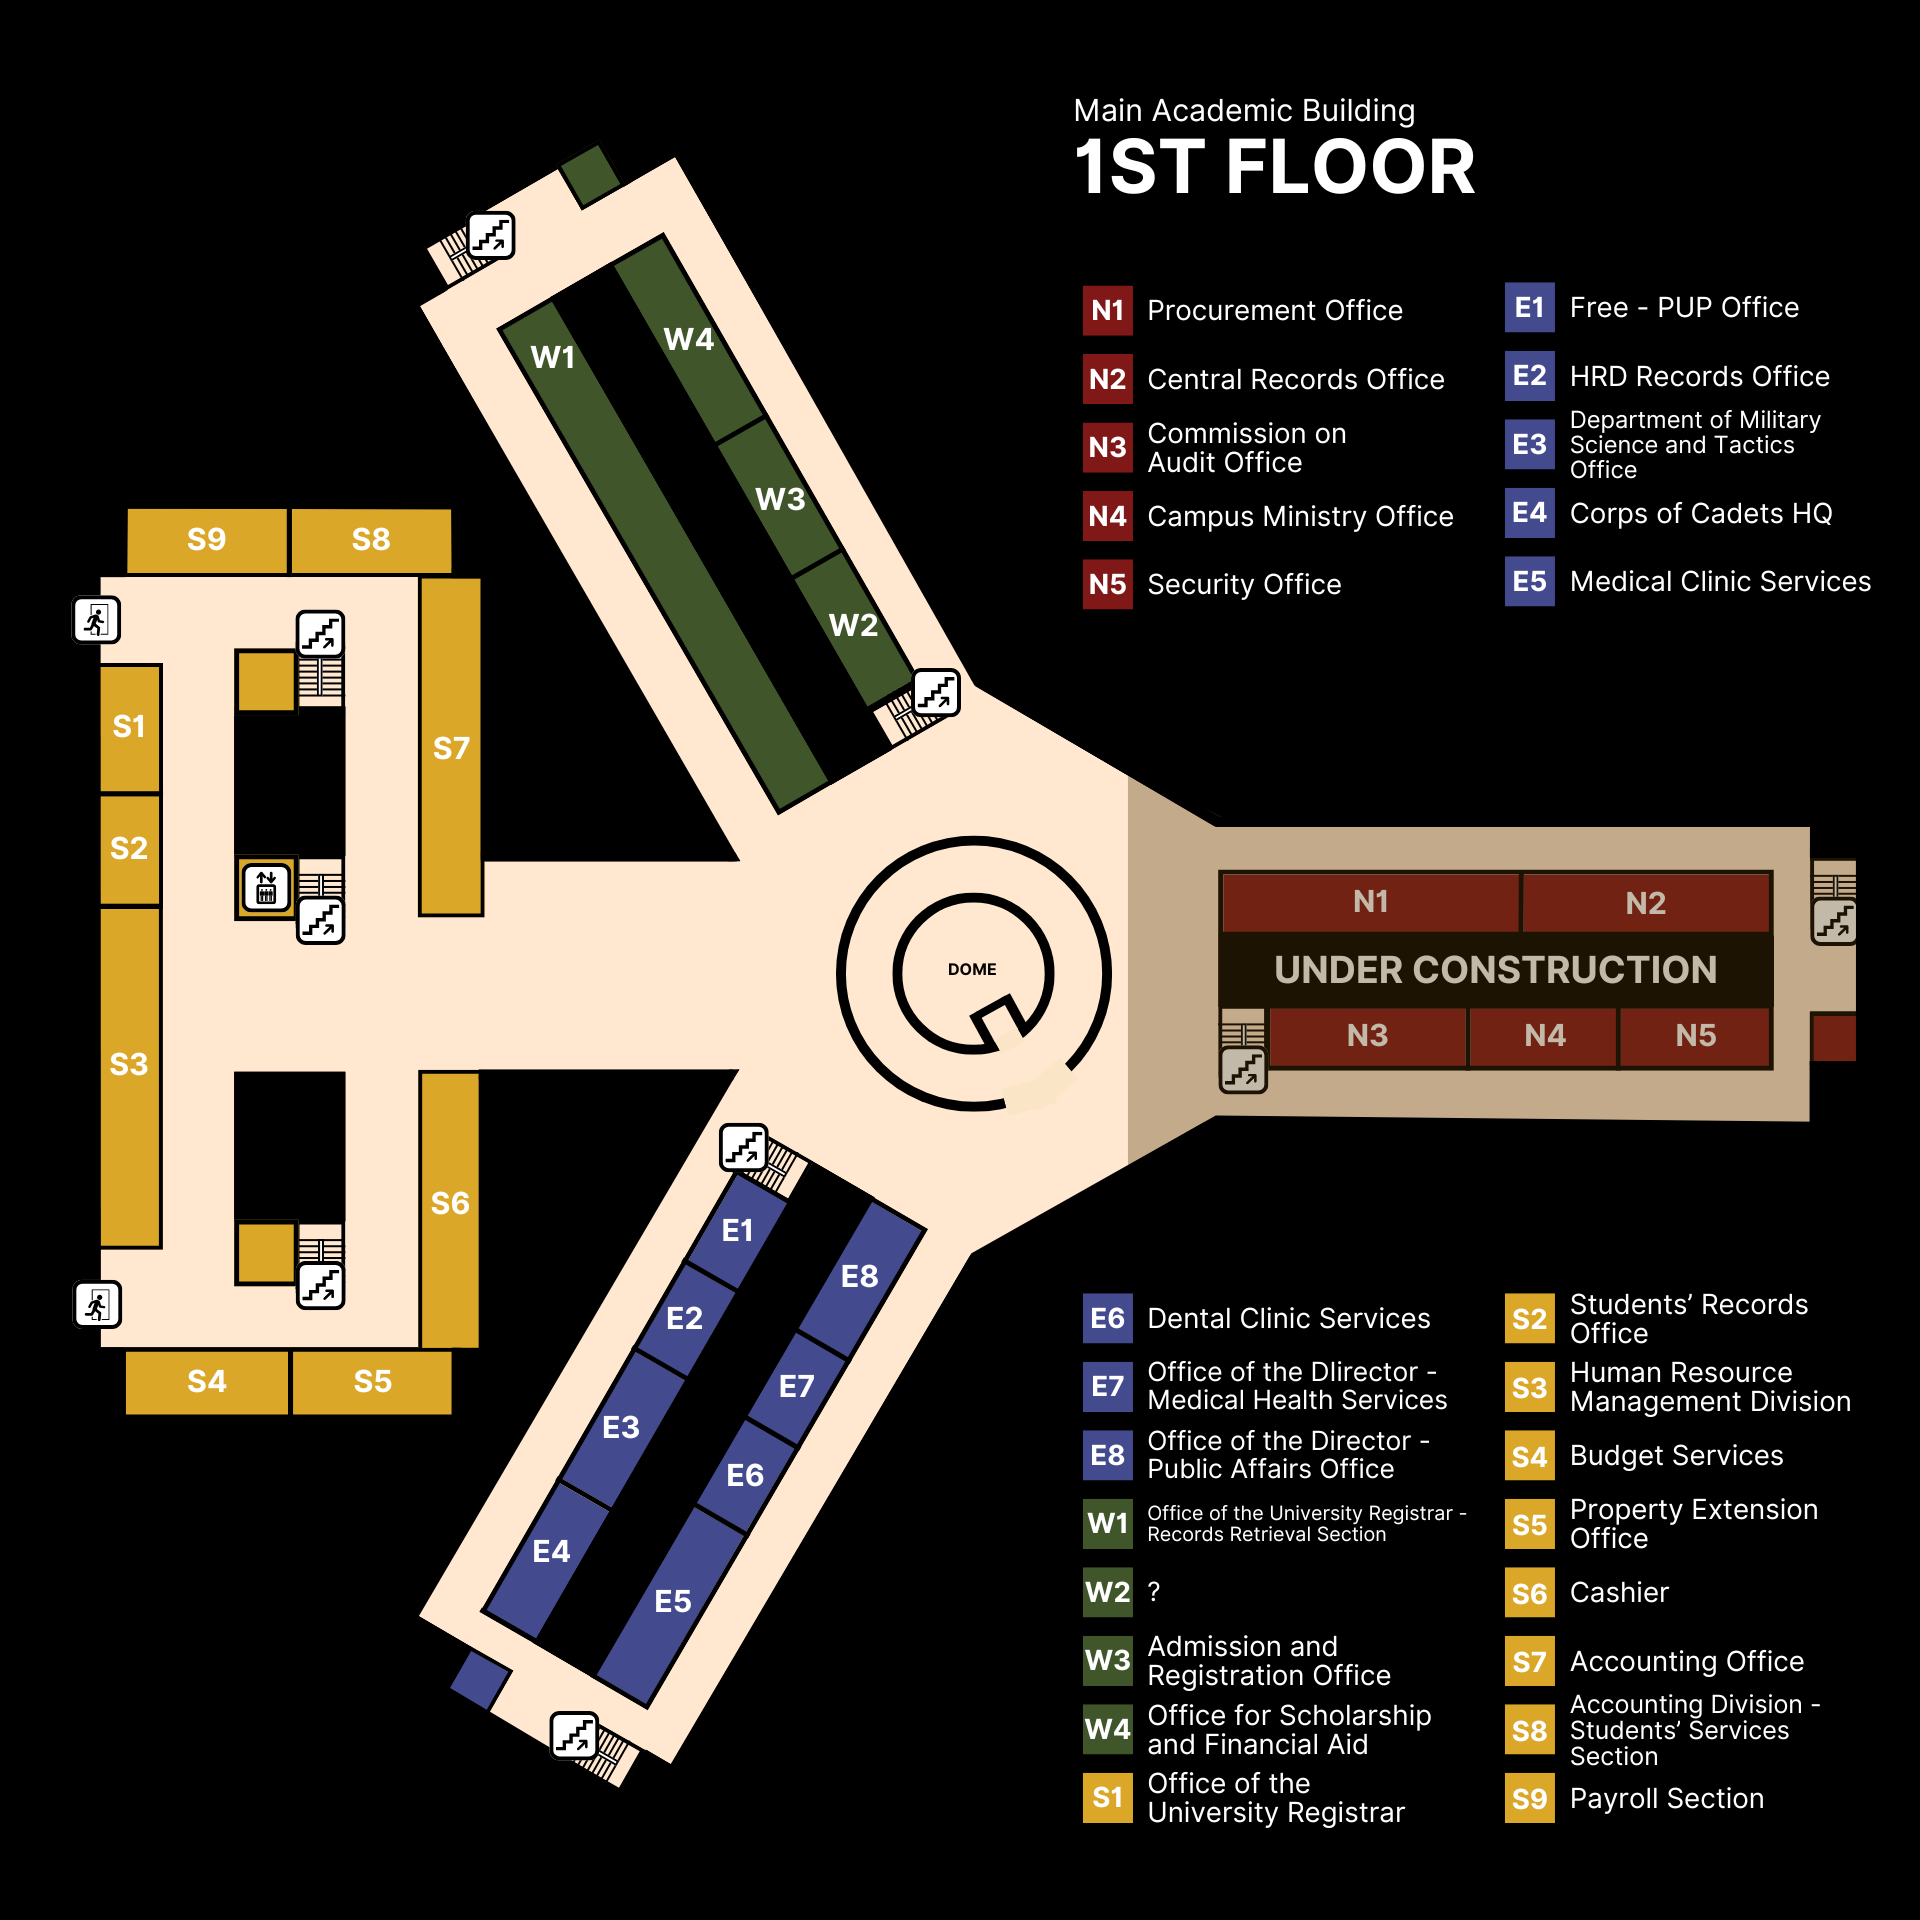 Main Academic Building
1ST FLOOR
N1 Procurement Office
N2 Central Records Office
N3 Commission on
Audit Office
N4 Campus Ministry Office
N5 Security Office
E1 Free - PUP Office
E2 HRD Records Office
E3 Department of Military
Science and Tactics
Office
E4 Corps of Cadets HQ
E5 Medical Clinic Services
W1
W4
W3
W2
S9
S8
S1
S2
S3
S7
S6
S4
S5
DOME
N1
N2
UNDER CONSTRUCTION
N3
N4
N5
E1
E2
E3
E4
E8
E7
E6
E5
E6 Dental Clinic Services
E7 Office of the DIirector -
Medical Health Services
E8 Office of the Director -
Public Affairs Office
W1 Office of the University Registrar -
Records Retrieval Section
W2 ?
W3 Admission and
Registration Office
W4 Office for Scholarship
and Financial Aid
S1 Office of the
University Registrar
S2 Students’ Records
Office
S3 Human Resource
Management Division
S4 Budget Services
S5 Property Extension
Office
S6 Cashier
S7 Accounting Office
S8 Accounting Division -
Students’ Services
Section
S9 Payroll Section